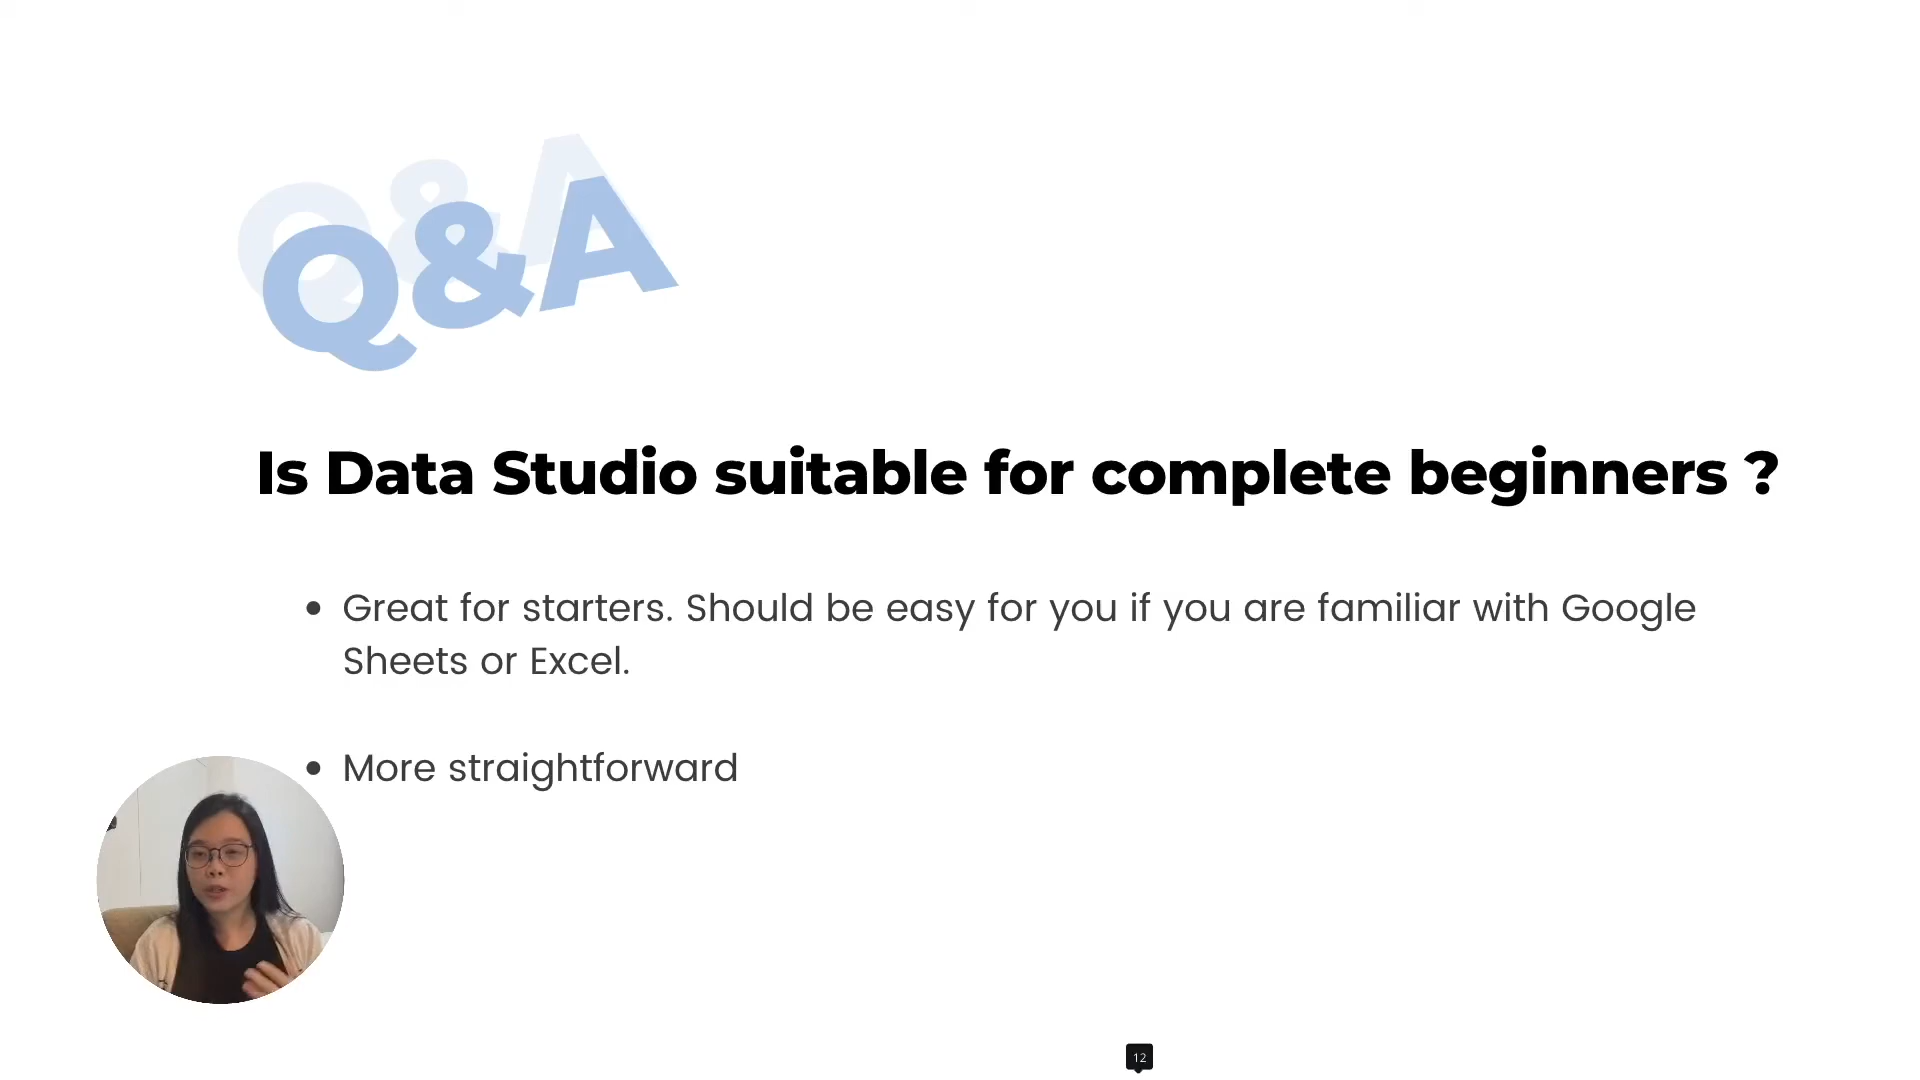 Q&A
Is Data Studio suitable for complete beginners ?
Great for starters. Should be easy for you if you are familiar with Google
Sheets or Excel.
More straightforward
12